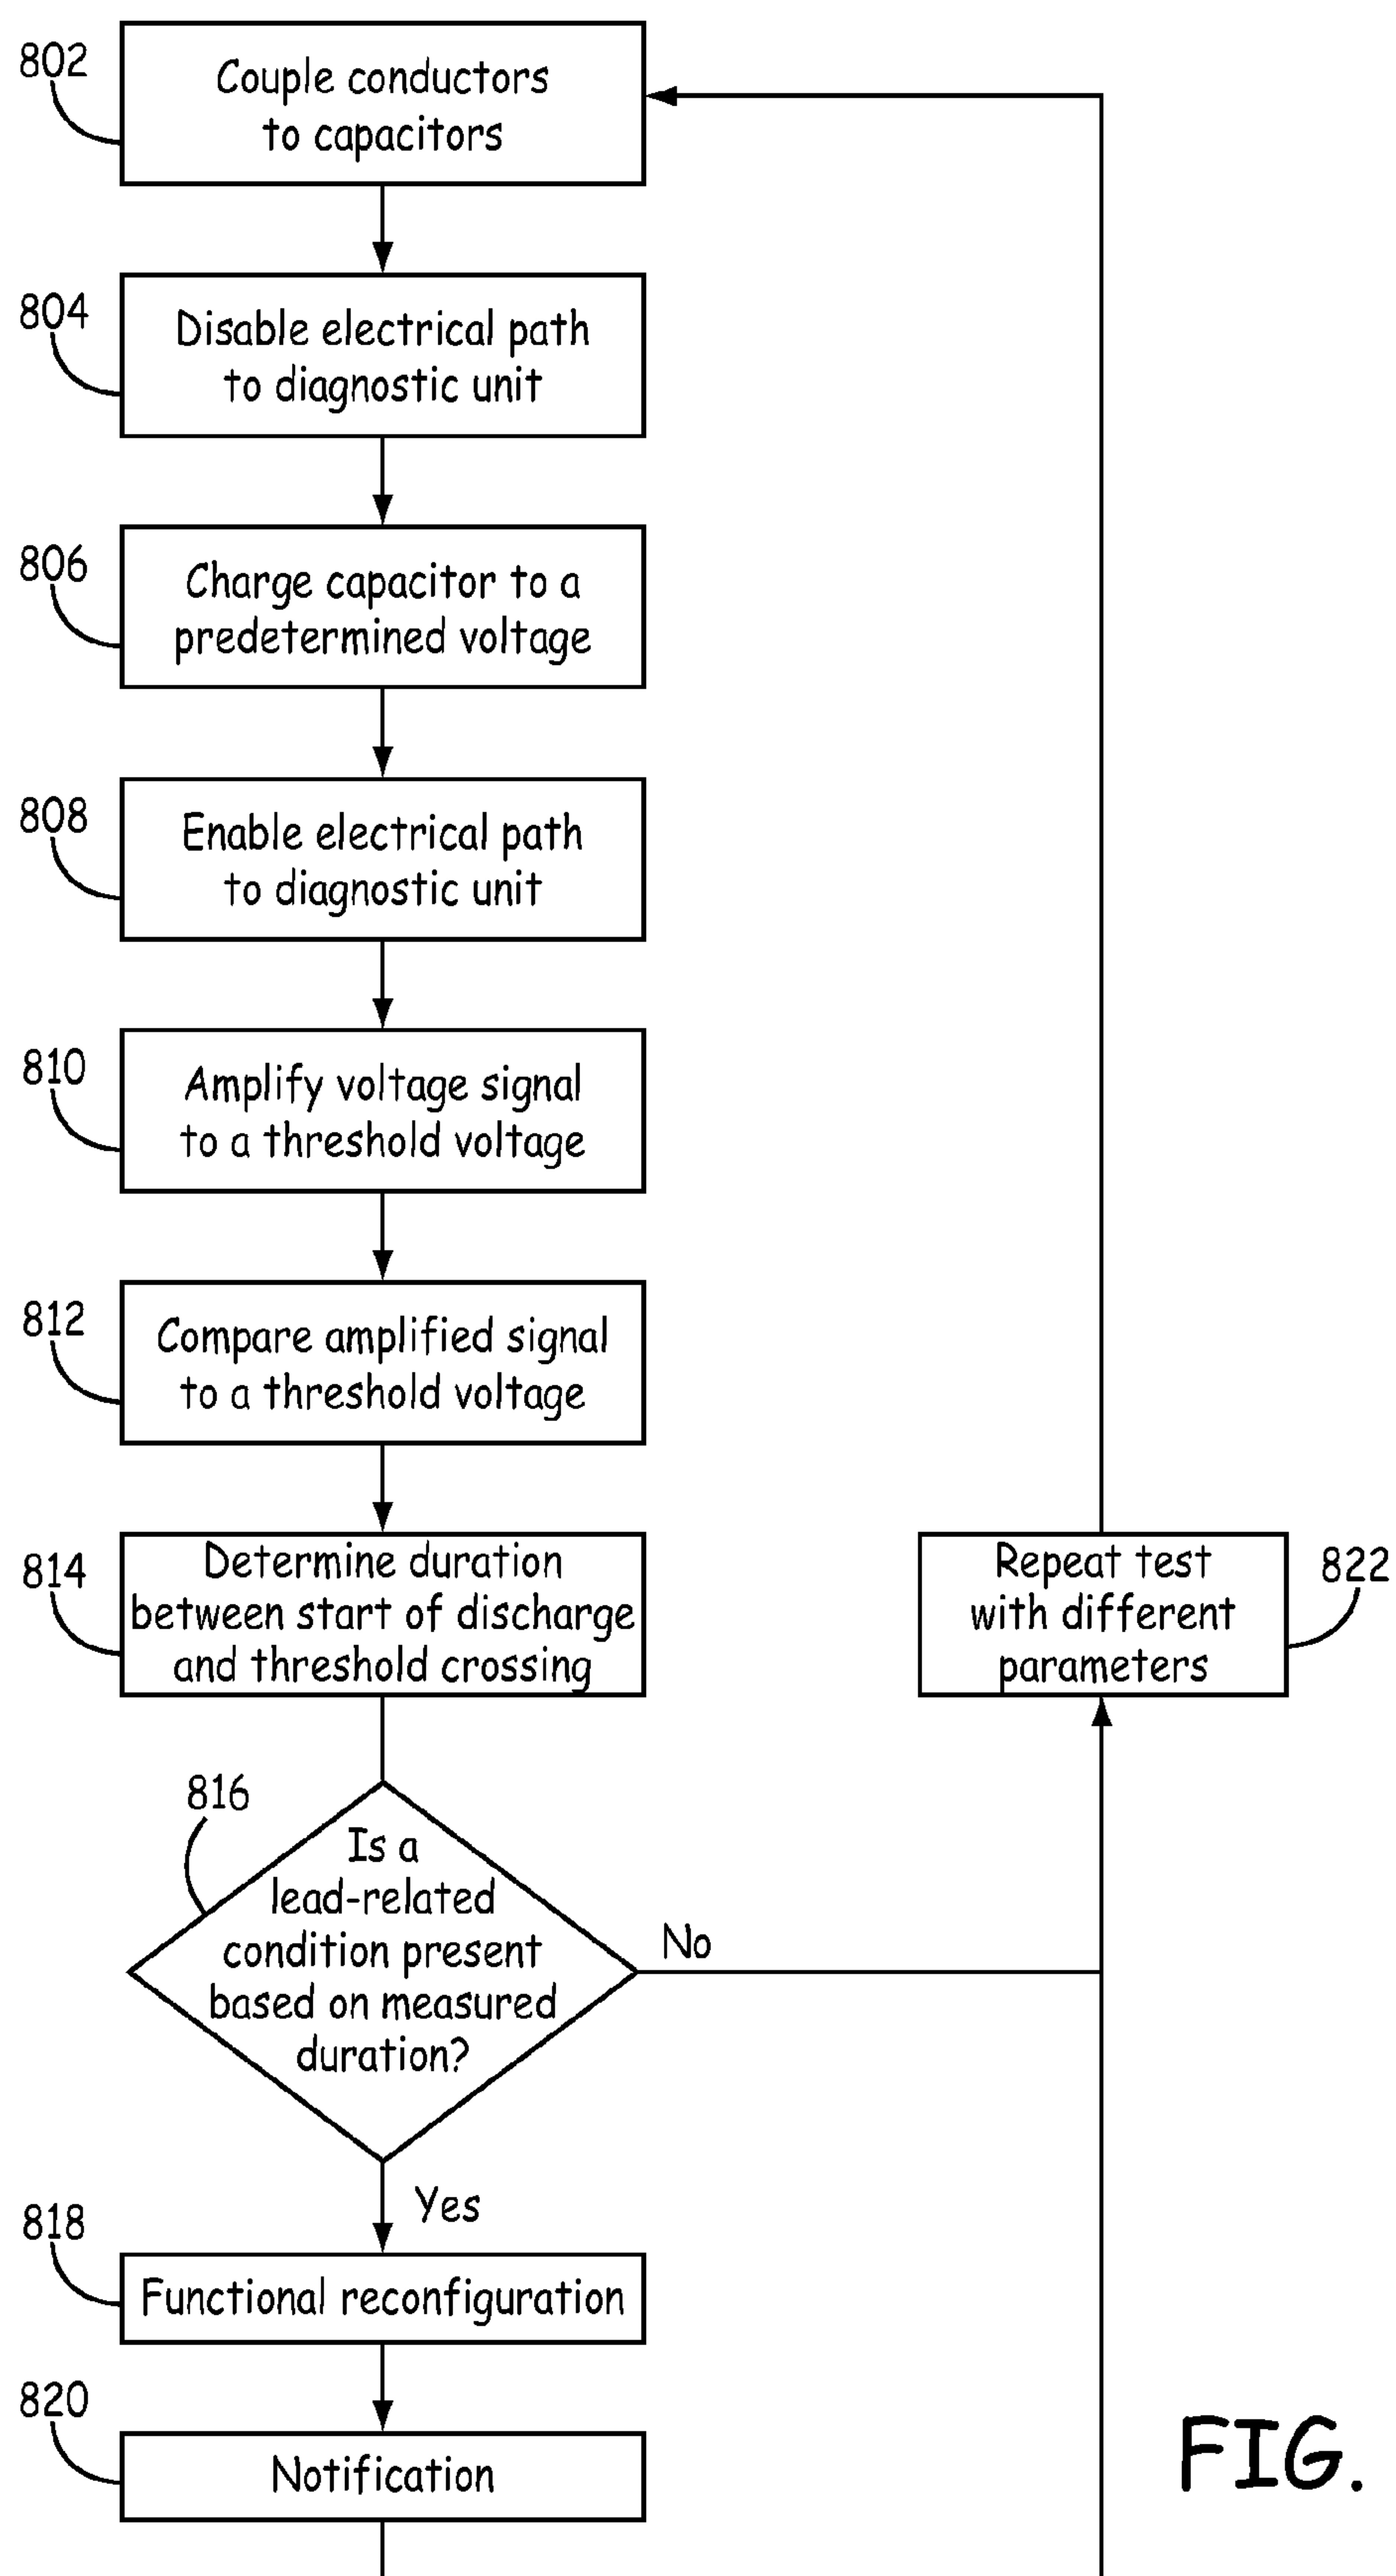 802
Couple conductors
to capacitors
804
Disable electrical path
to diagnostic unit
806
Charge capacitor to a
predetermined voltage
808
Enable electrical path
to diagnostic unit
810
Amplify voltage signal
to a threshold voltage
812
Compare amplified signal
to a threshold voltage
814
Determine duration
between start of discharge
and threshold crossing
Repeat test
with different
parameters
822
816
Is a
lead-related
condition present
based on measured
duration?
No
Yes
818
Functional reconfiguration
820
Notification
FIG.